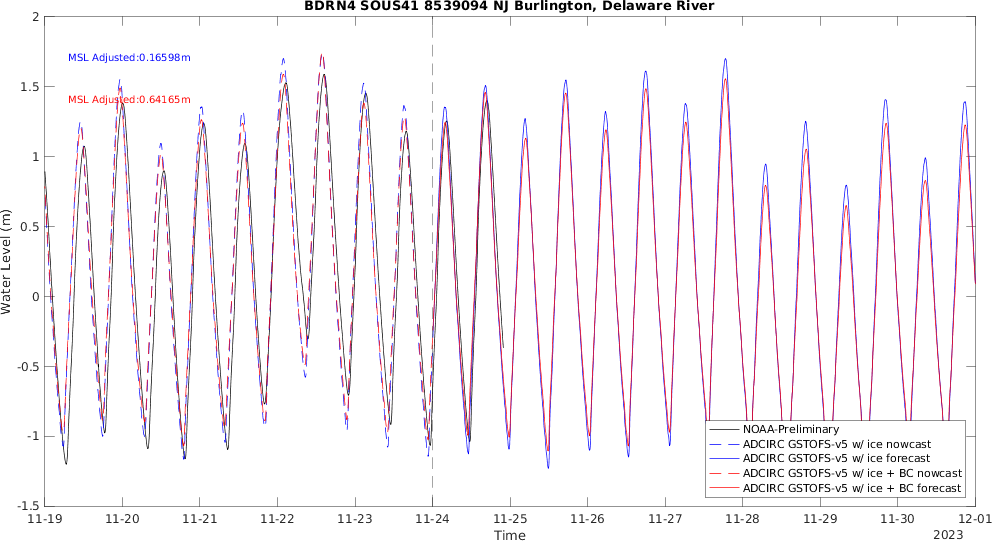 BDRN4 SOUS41 8539094 NJ Burlington, Delaware River
2
1.5
1
0.5
0
-0.5
-1
-1.5
Water Level (m)
MSL Adjusted:0.16598m
MSL Adjusted:0.64165m
NOAA-Preliminary
ADCIRC GSTOFS-v5 w/ ice nowcast
ADCIRC GSTOFS-v5 w/ ice forecast
ADCIRC GSTOFS-v5 w/ ice + BC nowcast
ADCIRC GSTOFS-v5 w/ ice + BC forecast
11-19 11-20 11-21 11-22 11-23 11-24 11-25 11-26 11-27 11-28 11-29 11-30 12-01
Time
2023